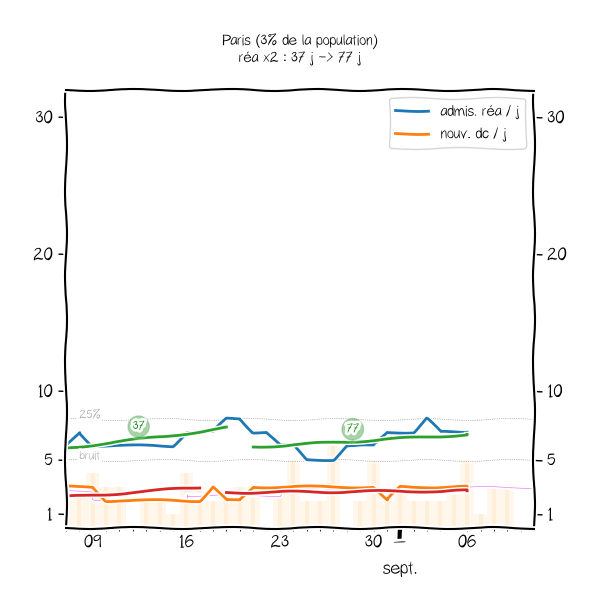 Paris (3% de la population)
réa x2 : 37 j -> 77 j
admis. réa / j
nouv. dc / j
30 30
20 20
10 10
25%
37
77
5 bruit 5
1 1
09 16 23 30 06
sept.